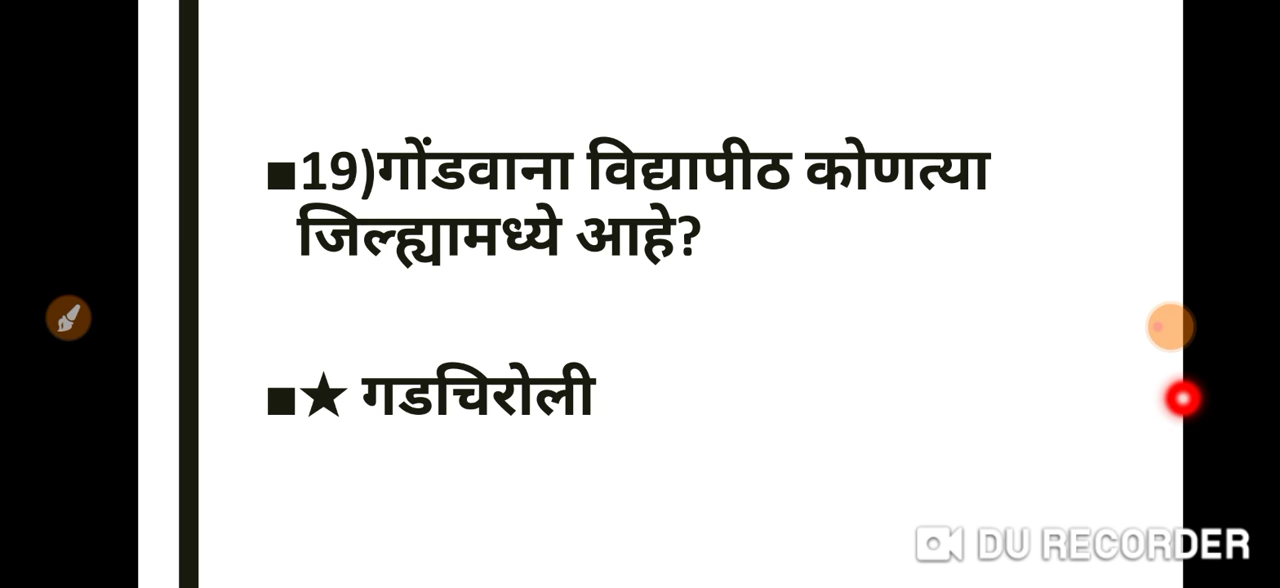 ■19)गोंडवाना विद्यापीठ कोणत्या
जिल्ह्यामध्ये आहे?
■★ गडचिरोली
DU RECORDER